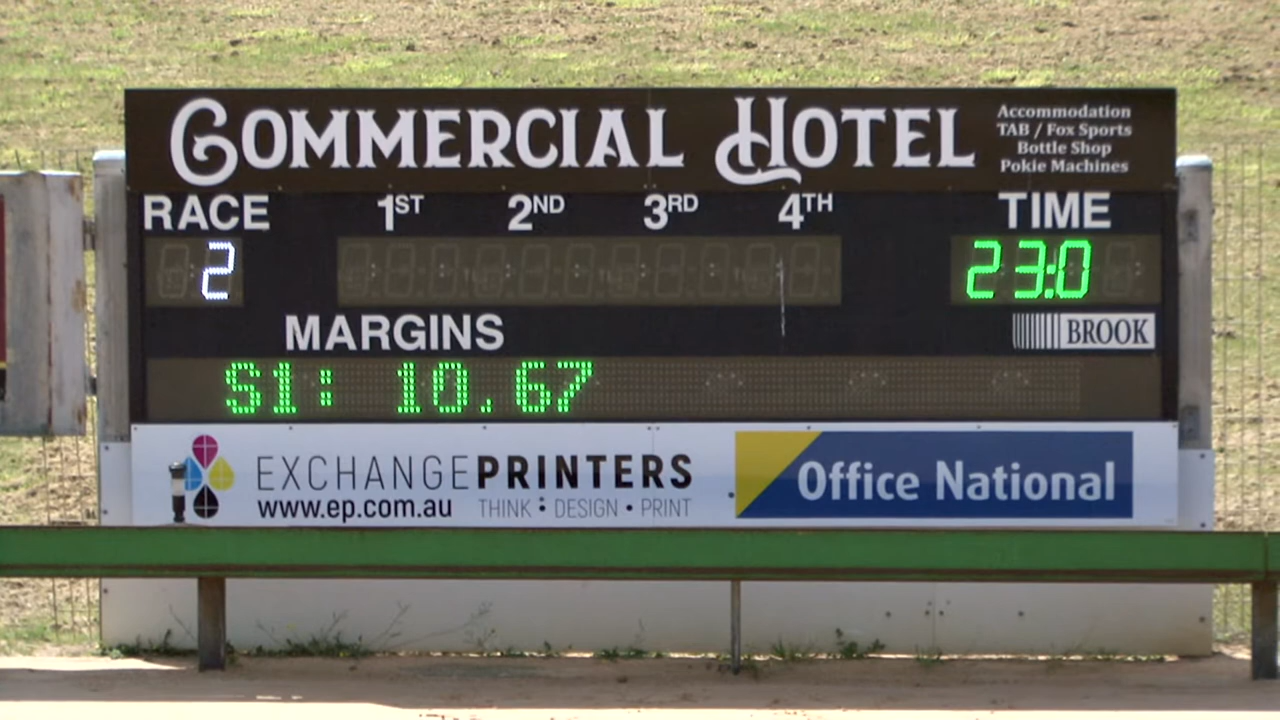 COMMERCIAL HOTEL
Accommodation
TAB / Fox Sports
Bottle Shop
Pokie Machines
RACE 1ST 2ND 3RD 4TH TIME
2 23:0
MARGINS BROOK
S1: 10.67
EXCHANGEPRINTERS
www.ep.com.au THINK : DESIGN • PRINT
Office National